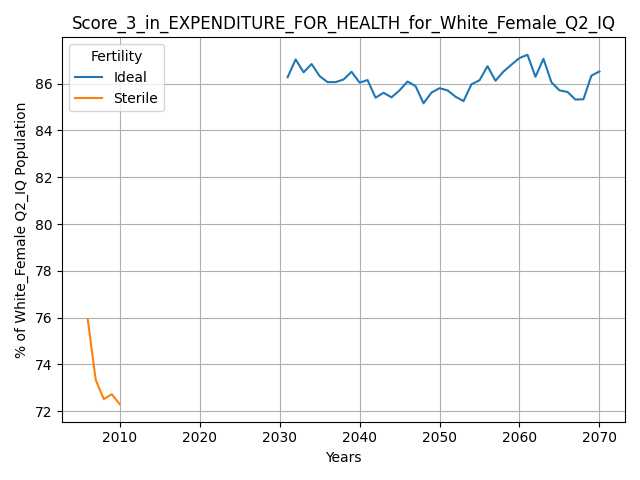 Score_3_in_EXPENDITURE_FOR_HEALTH_for_White_Female_Q2_IQ
Fertility
Ideal
Sterile
86
84
82
80
78
76
74
72
% of White_Female Q2_IQ Population
2010 2020 2030 2040 2050 2060 2070
Years